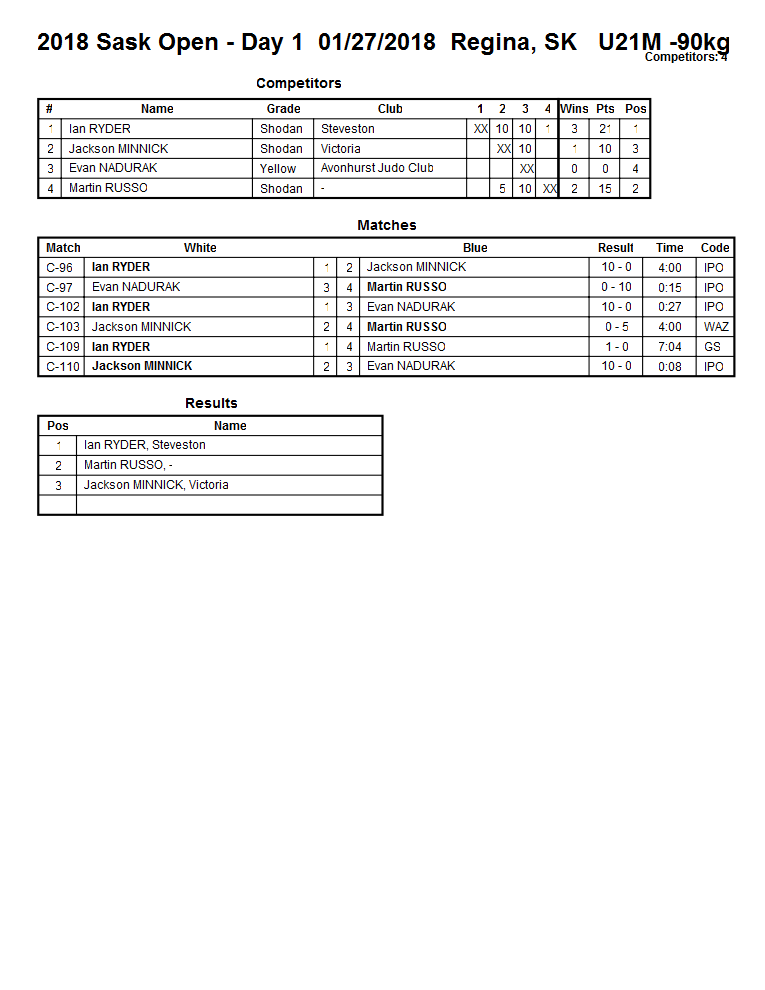 2018 Sask Open - Day 1 01/27/2018 Regina, SK U21M -90kg
Competitors: 4
Competitors
# Name Grade Club 1 2 3 4 Wins Pts Pos
1 Ian RYDER Shodan Steveston XX 10 10 1 3 21 1
2 Jackson MINNICK Shodan Victoria XX 10 1 10 3
3 Evan NADURAK Yellow Avonhurst Judo Club XX 0 0 4
4 Martin RUSSO Shodan - 5 10 XX 2 15 2
Matches
Match White Blue Result Time Code
C-96 Ian RYDER 1 2 Jackson MINNICK 10 - 0 4:00 IPO
C-97 Evan NADURAK 3 4 Martin RUSSO 0 - 10 0:15 IPO
C-102 Ian RYDER 1 3 Evan NADURAK 10 - 0 0:27 IPO
C-103 Jackson MINNICK 2 4 Martin RUSSO 0 - 5 4:00 WAZ
C-109 Ian RYDER 1 4 Martin RUSSO 1 - 0 7:04 GS
C-110 Jackson MINNICK 2 3 Evan NADURAK 10 - 0 0:08 IPO
Results
Pos Name
1 Ian RYDER, Steveston
2 Martin RUSSO, -
3 Jackson MINNICK, Victoria